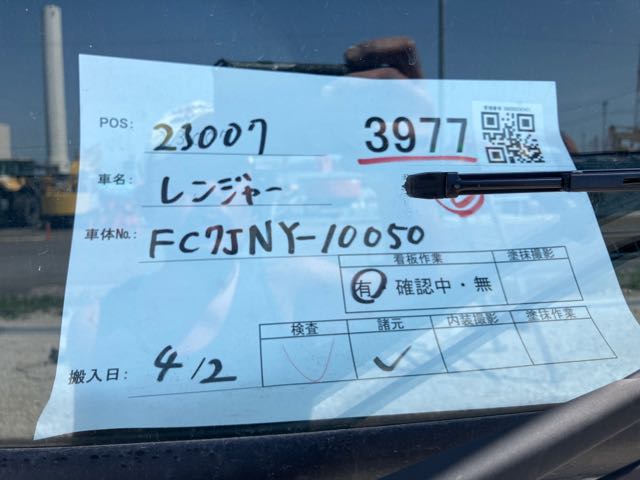 POS: 23007 3977
車名: レンジャー
車体No.: FC7JNY-10050
看板作業 塗抹撮影
有 確認中・無
検査 諸元 内装撮影 塗抹作業
搬入日: 4/2